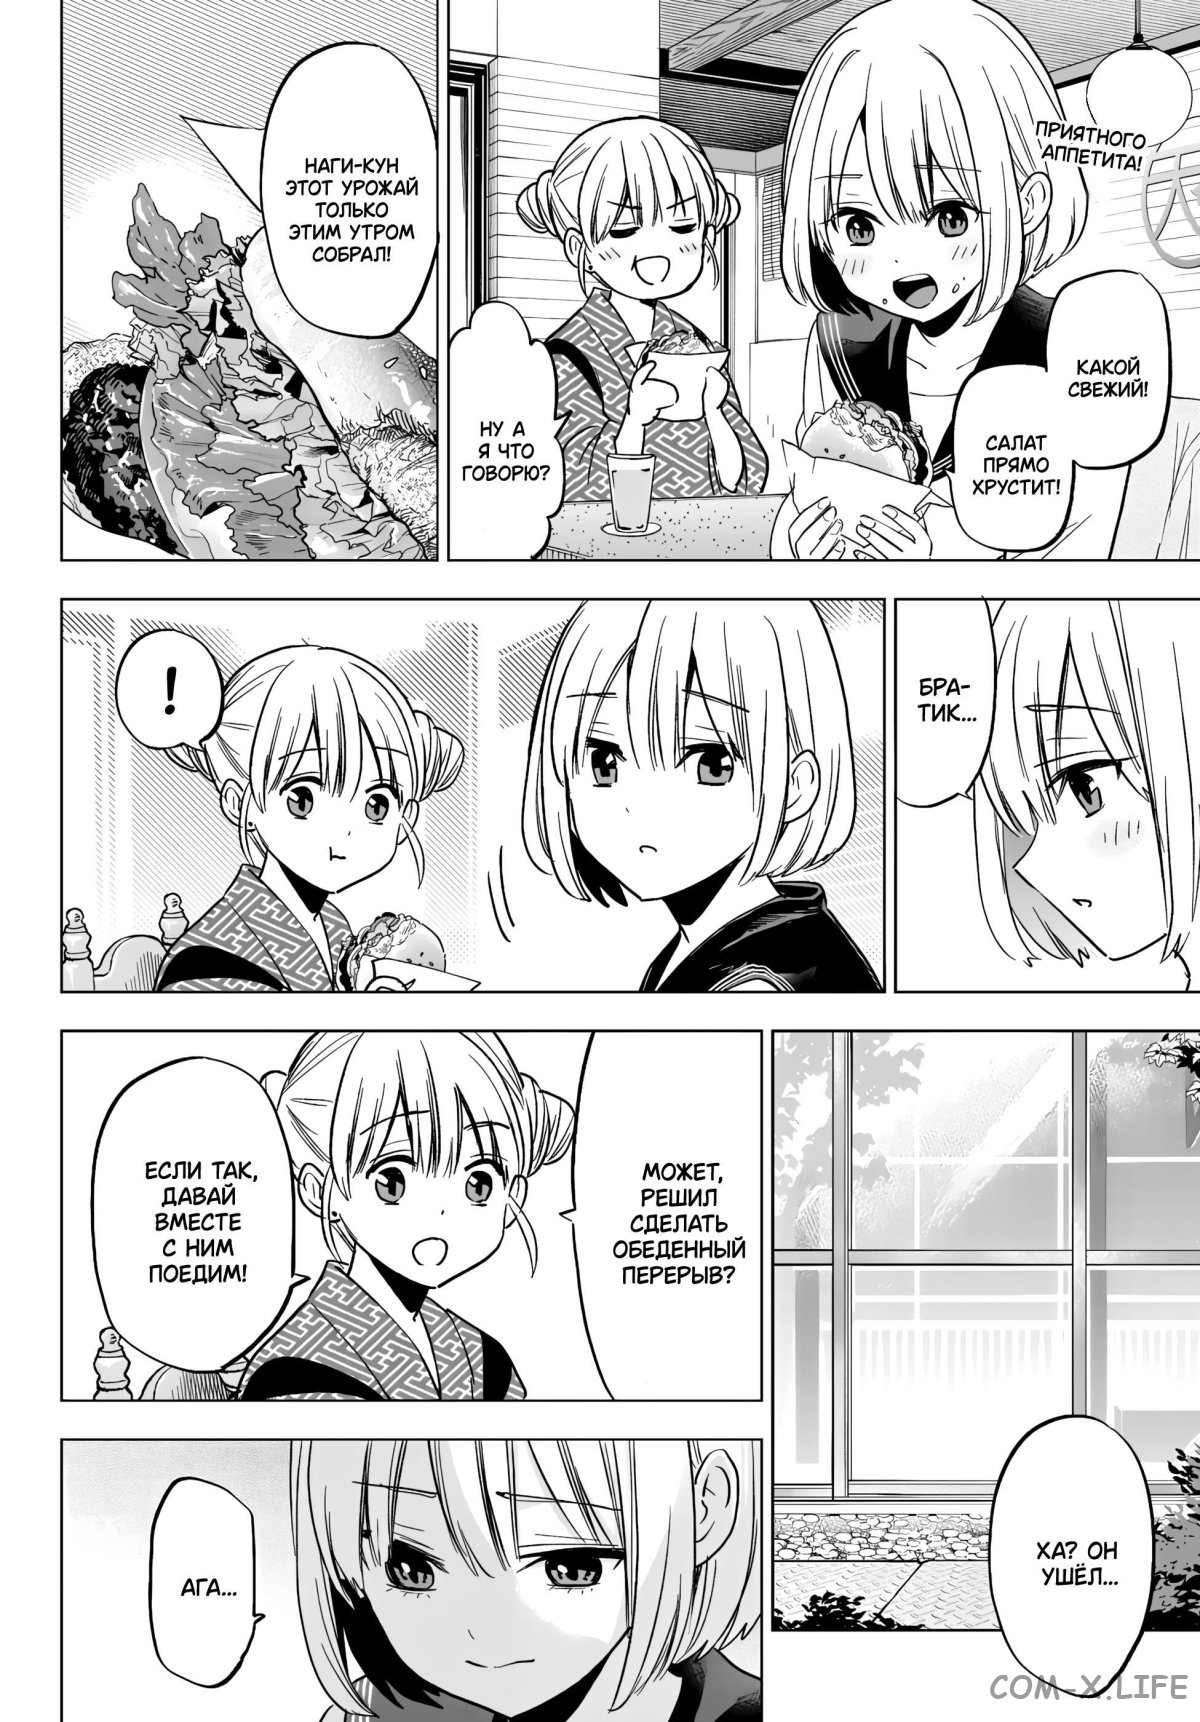 ПРИЯТНОГО
АППЕТИТА!
КАКОЙ
СВЕЖИЙ!
САЛАТ
ПРЯМО
ХРУСТИТ!
НУ А
Я ЧТО
ГОВОРЮ?
НАГИ-КУН
ЭТОТ УРОЖАЙ
ТОЛЬКО
ЭТИМ УТРОМ
СОБРАЛ!
БРА-
ТИК...
!
ХА? ОН
УШЁЛ...
МОЖЕТ,
РЕШИЛ
СДЕЛАТЬ
ОБЕДЕННЫЙ
ПЕРЕРЫВ?
ЕСЛИ ТАК,
ДАВАЙ
ВМЕСТЕ
С НИМ
ПОЕДИМ!
АГА...
COM-X.LIFE